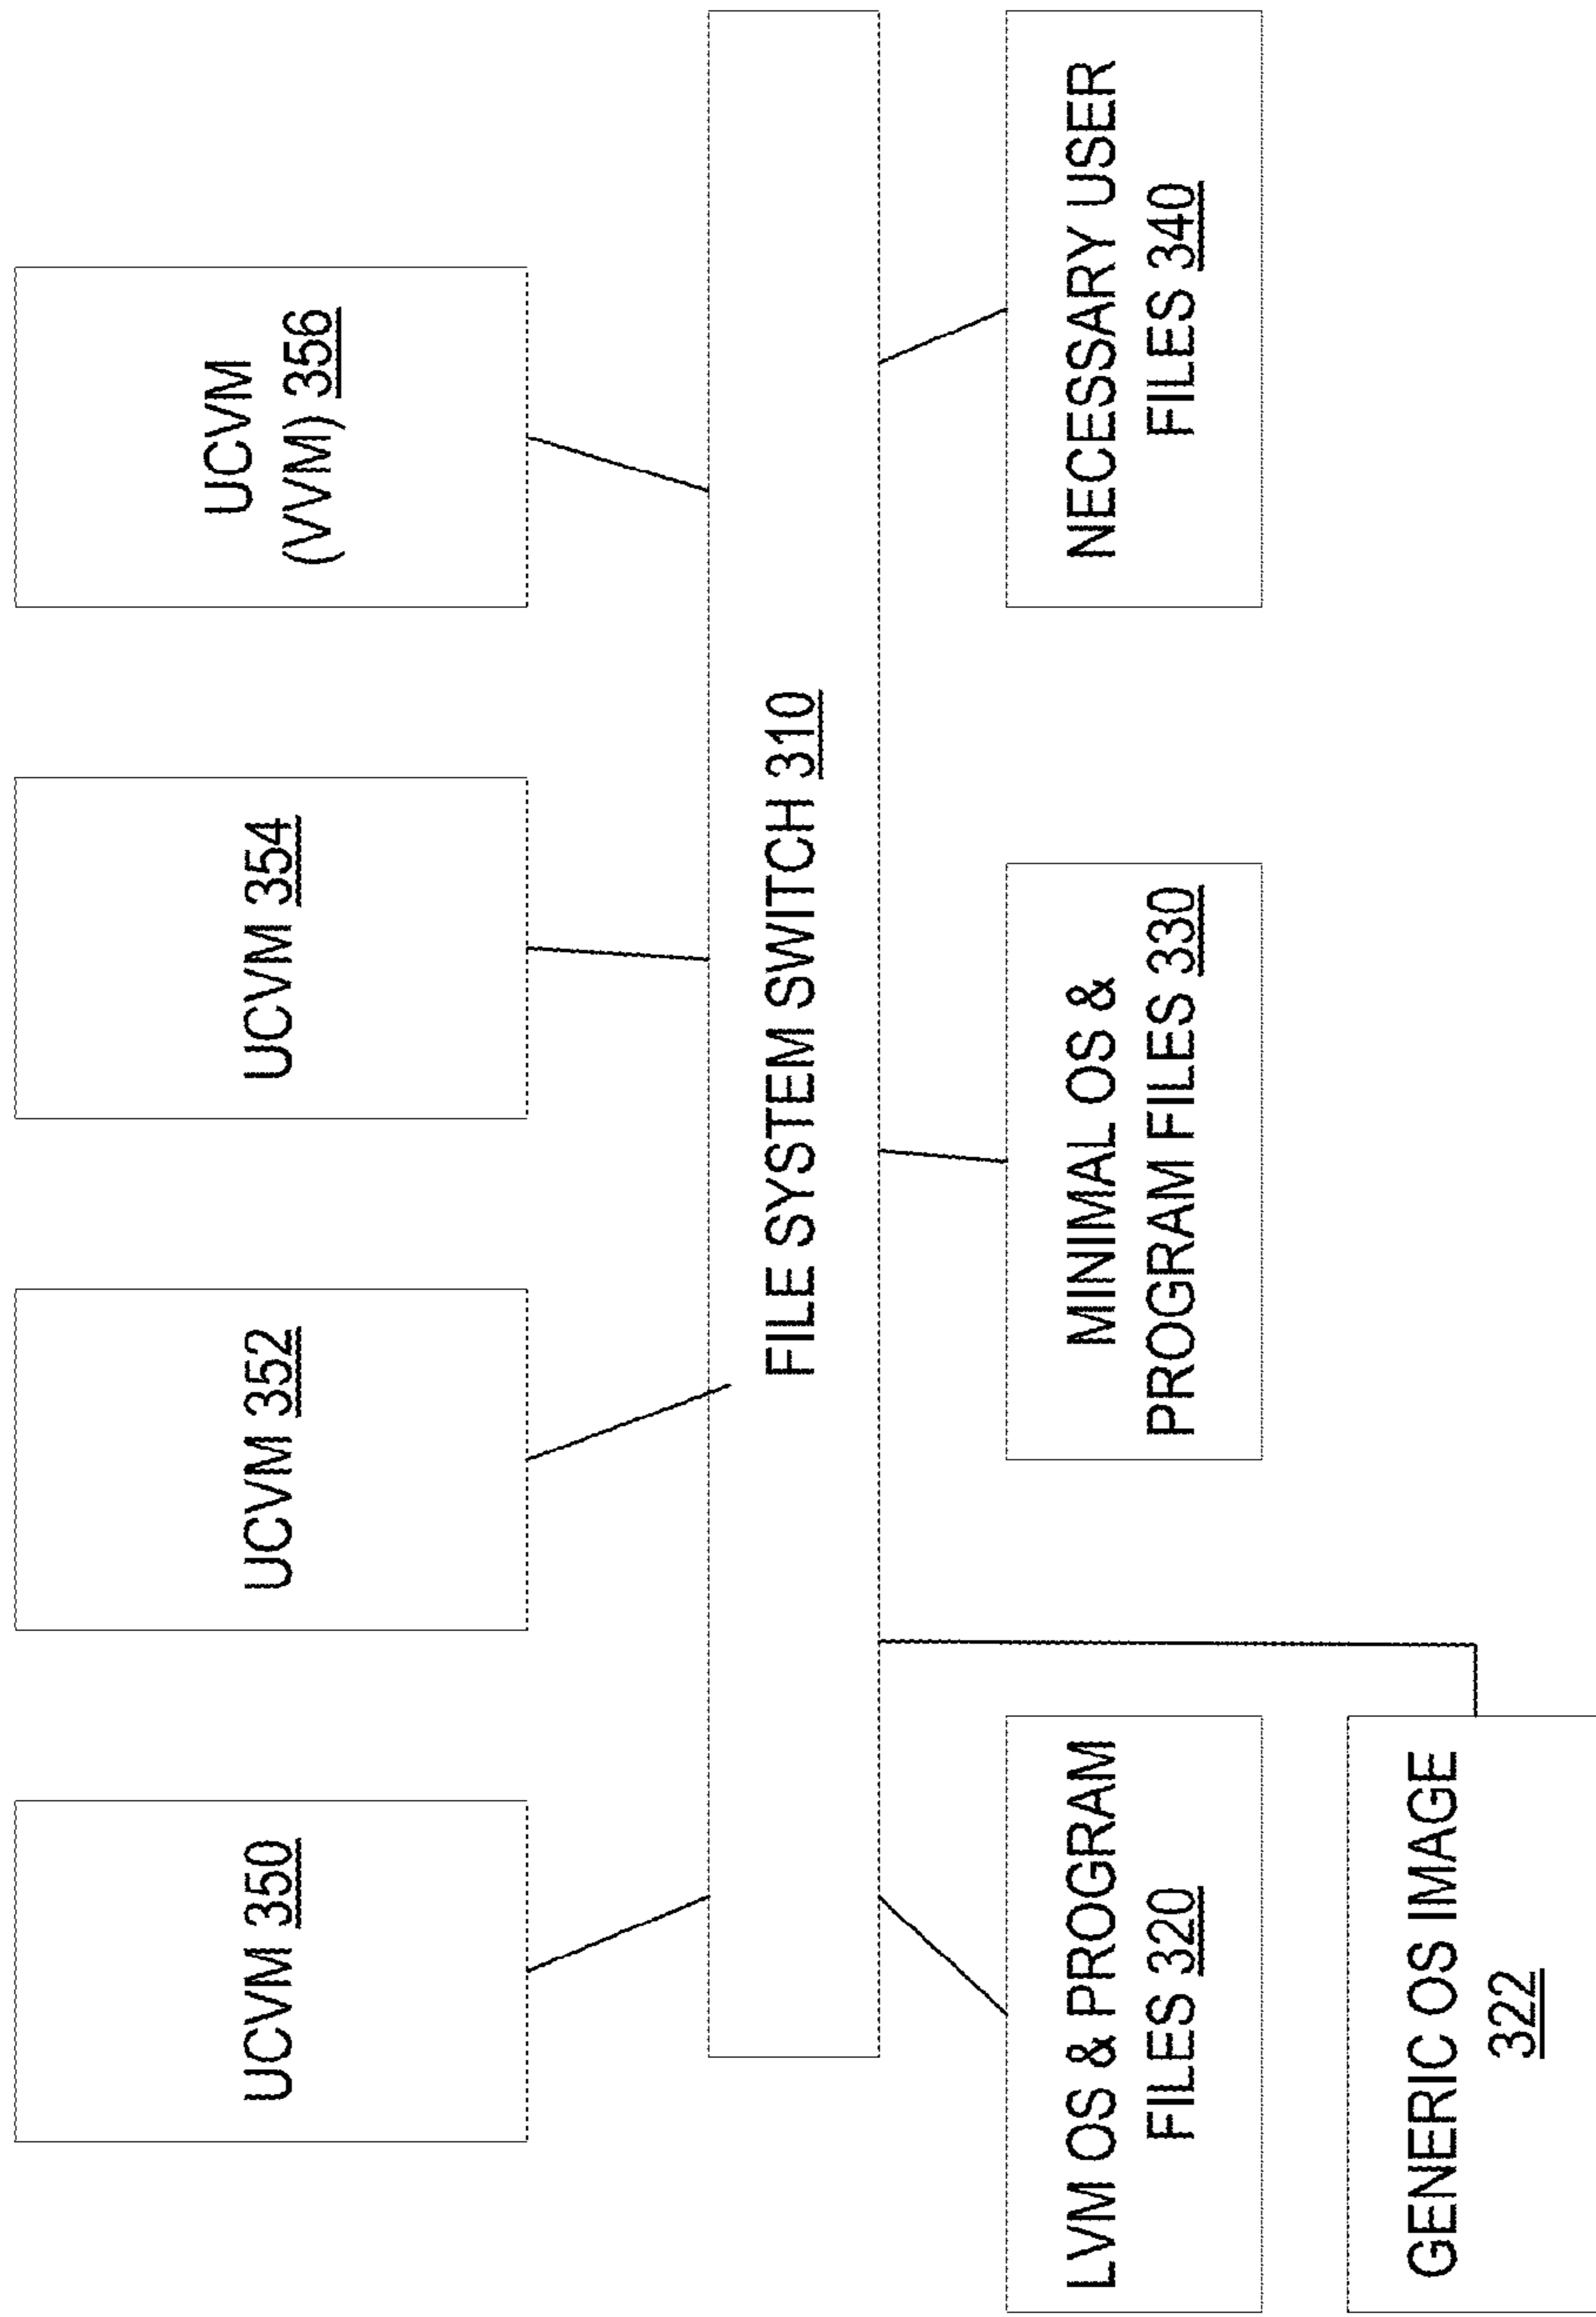 UCVM 350
UCVM 352
UCVM 354
UCVM
(VVM) 356
FILE SYSTEM SWITCH 310
LVM OS & PROGRAM
FILES 320
MINIMAL OS &
PROGRAM FILES 330
NECESSARY USER
FILES 340
GENERIC OS IMAGE
322